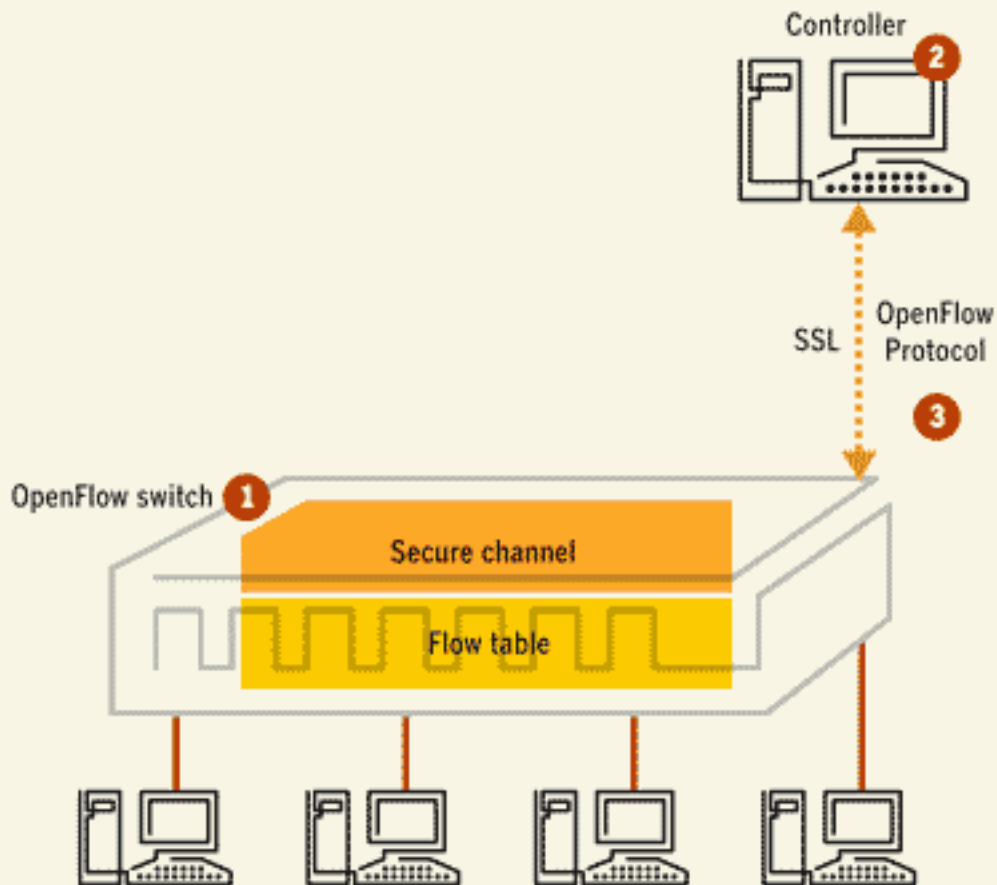 Controller
2
SSL
OpenFlow
Protocol
3
OpenFlow switch 1
Secure channel
Flow table